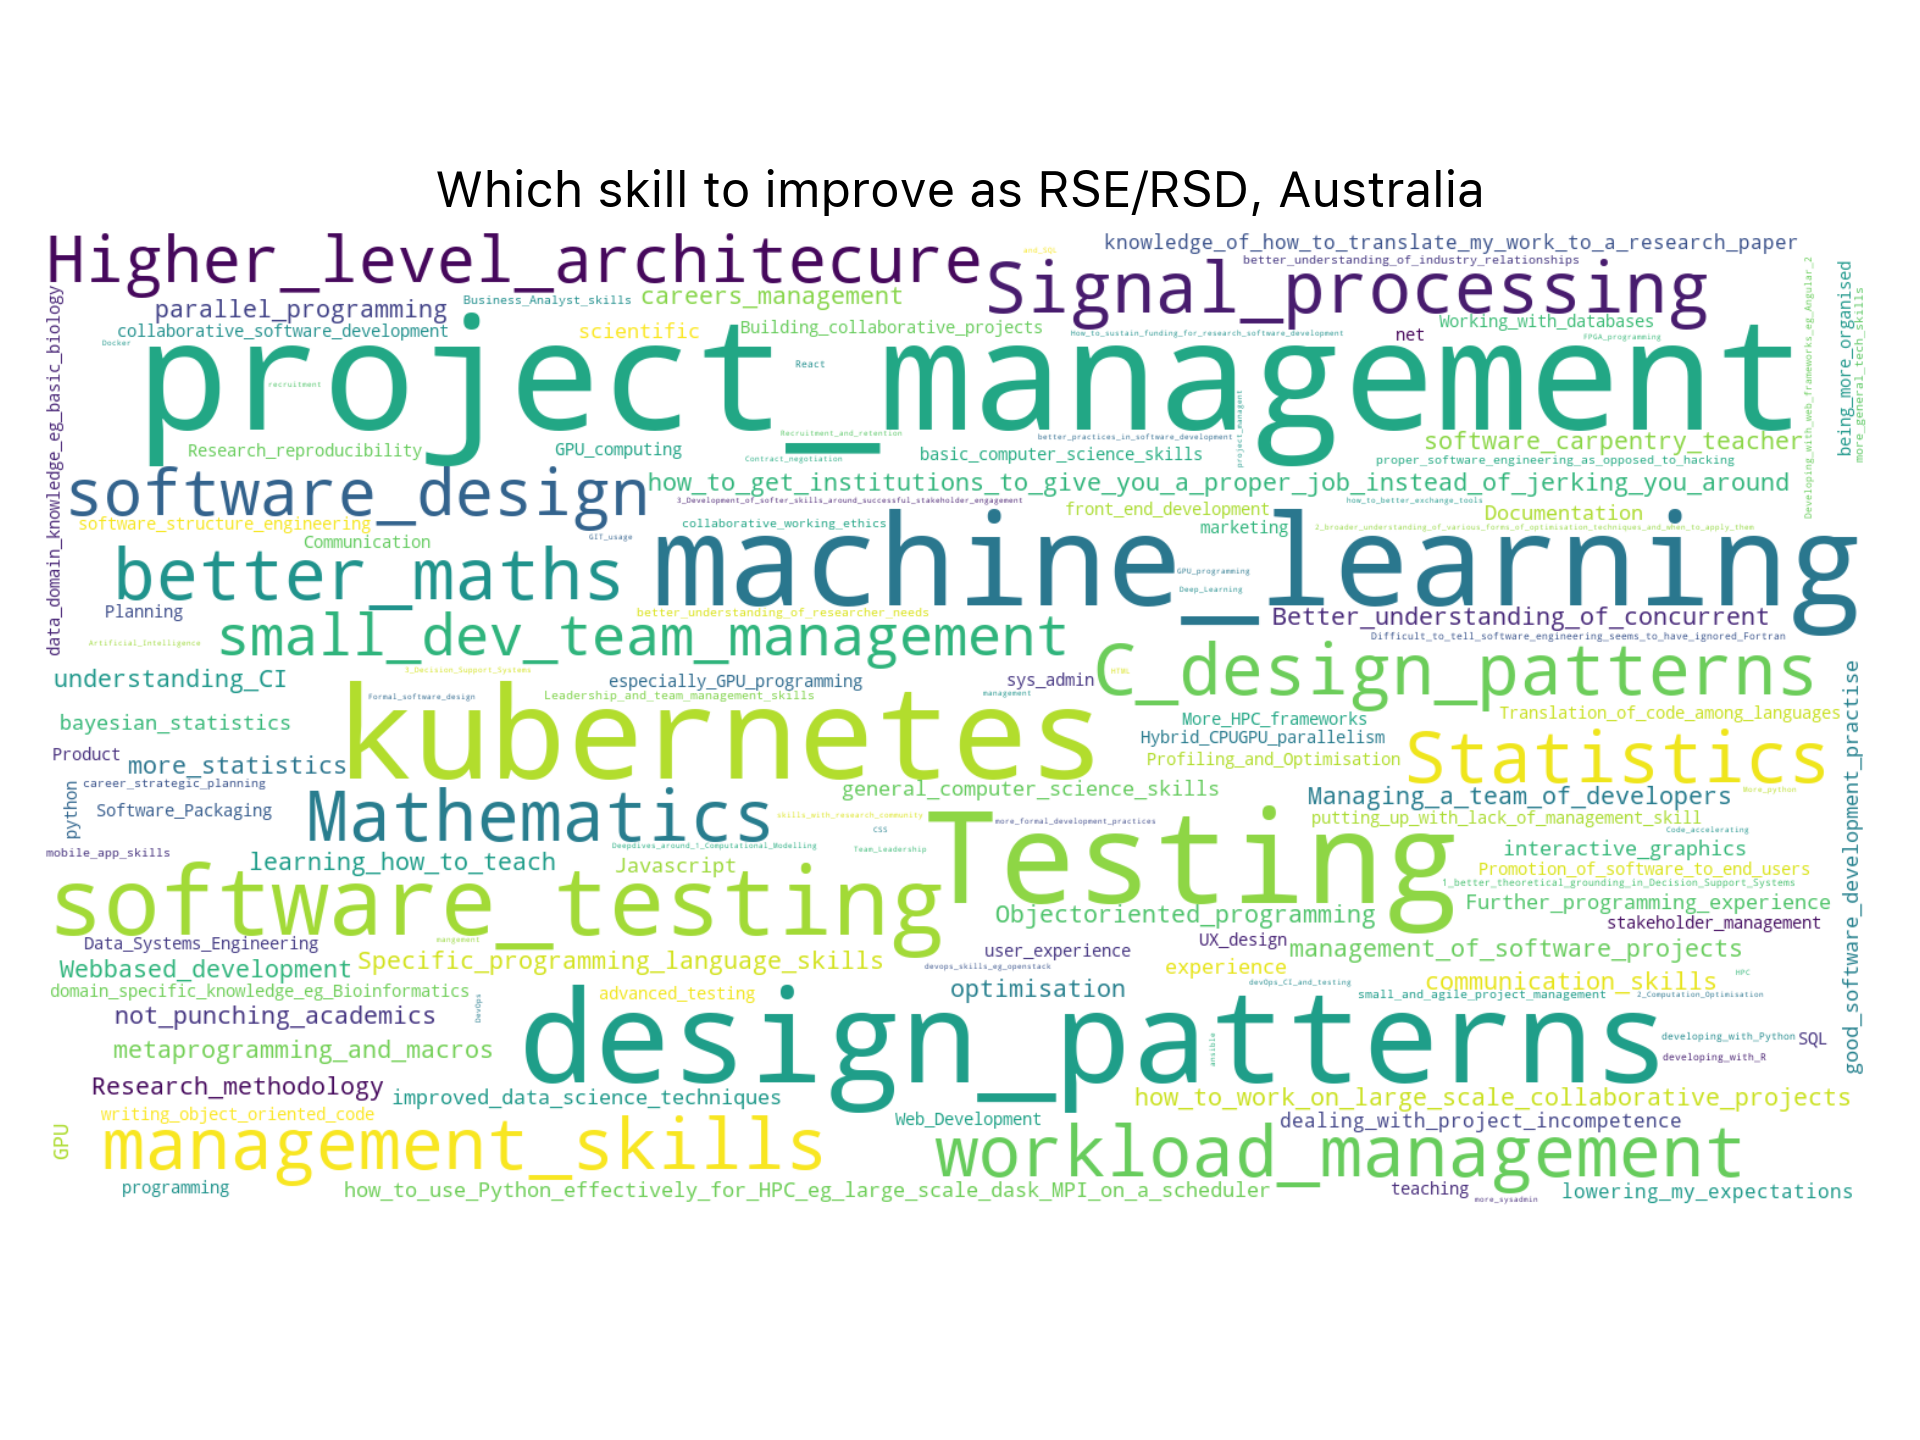 Which skill to improve as RSE/RSD, Australia
Higher_level_architecure
and_SQL
knowledge_of_how_to_translate_my_work_to_a_research_paper
better_understanding_of_industry_relationships
Signal_processing
parallel_programming
Business_Analyst_skills
careers_management
collaborative_software_development
scientific
Building_collaborative_projects
How_to_sustain_funding_for_research_software_development
net
Working_with_databases
FPGA_programming
Docker
project_management
recruitment
React
data_domain_knowledge_eg_basic_biology
Developing_with_web_frameworks_eg_Angular_2
being_more_organised
more_general_tech_skills
project_managent
Research_reproducibility
GPU_computing
Recruitment_and_retention
Contract_negotiation
better_practices_in_software_development
basic_computer_science_skills
software_carpentry_teacher
proper_software_engineering_as_opposed_to_hacking
software_design
how_to_get_institutions_to_give_you_a_proper_job_instead_of_jerking_you_around
3_Development_of_softer_skills_around_successful_stakeholder_engagement
how_to_better_exchange_tools
front_end_development
Documentation
software_structure_engineering
collaborative_working_ethics
marketing
2_broader_understanding_of_various_forms_of_optimisation_techniques_and_when_to_apply_them
Communication
GIT_usage
better_maths
machine_learning
GPU_programming
Deep_Learning
Planning
better_understanding_of_researcher_needs
Better_understanding_of_concurrent
Artificial_Intelligence
small_dev_team_management
Difficult_to_tell_software_engineering_seems_to_have_ignored_Fortran
C_design_patterns
HTML
understanding_CI
3_Decision_Support_Systems
especially_GPU_programming
sys_admin
Formal_software_design
Leadership_and_team_management_skills
management
kubernetes
bayesian_statistics
More_HPC_frameworks
Translation_of_code_among_languages
Hybrid_CPUGPU_parallelism
Product
more_statistics
Profiling_and_Optimisation
Statistics
good_software_development_practise
career_strategic_planning
general_computer_science_skills
Managing_a_team_of_developers
More_python
python
Software_Packaging
Mathematics
skills_with_research_community
more_formal_development_practices
putting_up_with_lack_of_management_skill
CSS
Code_accelerating
Testing
mobile_app_skills
learning_how_to_teach
Deepdives_around_1_Computational_Modelling
Team_Leadership
interactive_graphics
Javascript
Promotion_of_software_to_end_users
1_better_theoretical_grounding_in_Decision_Support_Systems
software_testing
Objectoriented_programming
Further_programming_experience
stakeholder_management
Data_Systems_Engineering
mangement
user_experience
UX_design
management_of_software_projects
Webbased_development
Specific_programming_language_skills
devops_skills_eg_openstack
experience
communication_skills
HPC
domain_specific_knowledge_eg_Bioinformatics
advanced_testing
optimisation
devOps_CI_and_testing
small_and_agile_project_management
2_Computation_Optimisation
DevOps
not_punching_academics
design_patterns
ansible
developing_with_Python
SQL
developing_with_R
metaprogramming_and_macros
Research_methodology
improved_data_science_techniques
how_to_work_on_large_scale_collaborative_projects
writing_object_oriented_code
Web_Development
dealing_with_project_incompetence
GPU
management_skills
workload_management
programming
how_to_use_Python_effectively_for_HPC_eg_large_scale_dask_MPI_on_a_scheduler
teaching
more_sysadmin
lowering_my_expectations